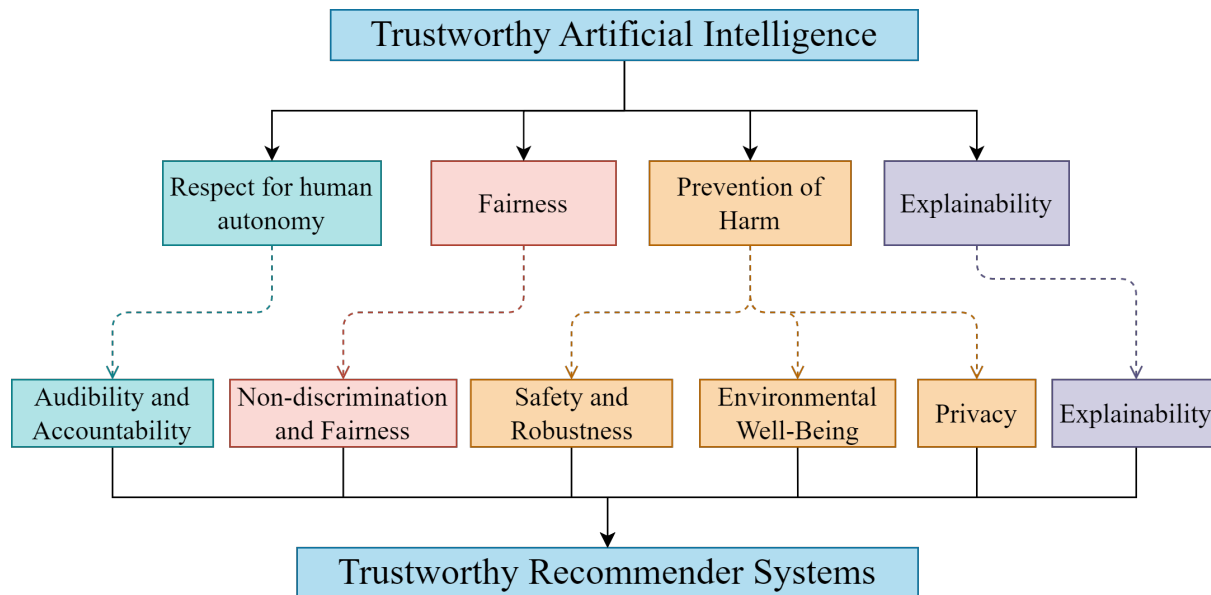 Trustworthy Artificial Intelligence
Respect for human
autonomy
Fairness
Prevention of
Harm
Explainability
Audibility and
Accountability
Non-discrimination
and Fairness
Safety and
Robustness
Environmental
Well-Being
Privacy
Explainability
Trustworthy Recommender Systems